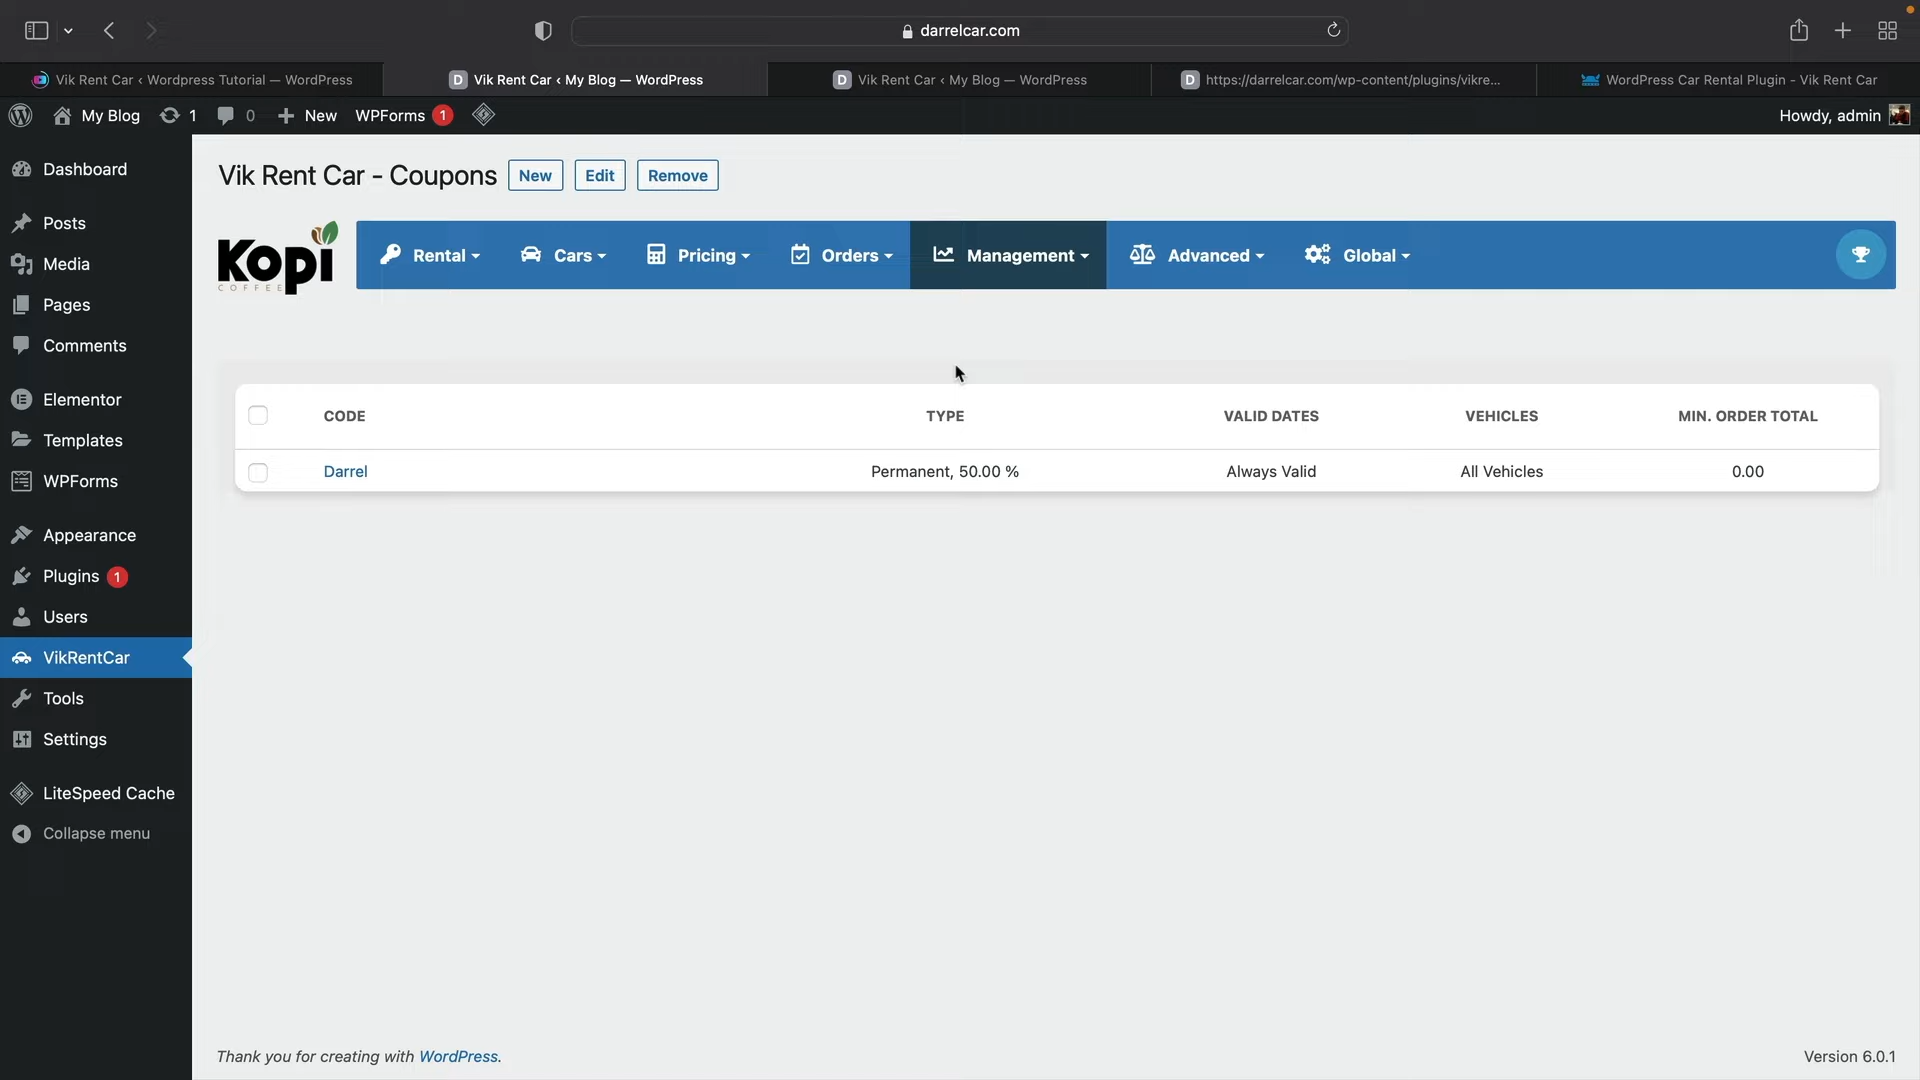 darrelcar.com
Vik Rent Car ‹ Wordpress Tutorial — WordPress
D Vik Rent Car ‹ My Blog — WordPress
D Vik Rent Car ‹ My Blog — WordPress
D https://darrelcar.com/wp-content/plugins/vikre...
WordPress Car Rental Plugin - Vik Rent Car
My Blog 1 0 New WPForms 1
Howdy, admin
Dashboard
Posts
Media
Pages
Comments
Elementor
Templates
WPForms
Appearance
Plugins 1
Users
VikRentCar
Tools
Settings
LiteSpeed Cache
Collapse menu
Vik Rent Car - Coupons New Edit Remove
Kopi
COFFEE
Rental Cars Pricing Orders Management Advanced Global
CODE TYPE VALID DATES VEHICLES MIN. ORDER TOTAL
Darrel Permanent, 50.00 % Always Valid All Vehicles 0.00
Thank you for creating with WordPress.
Version 6.0.1